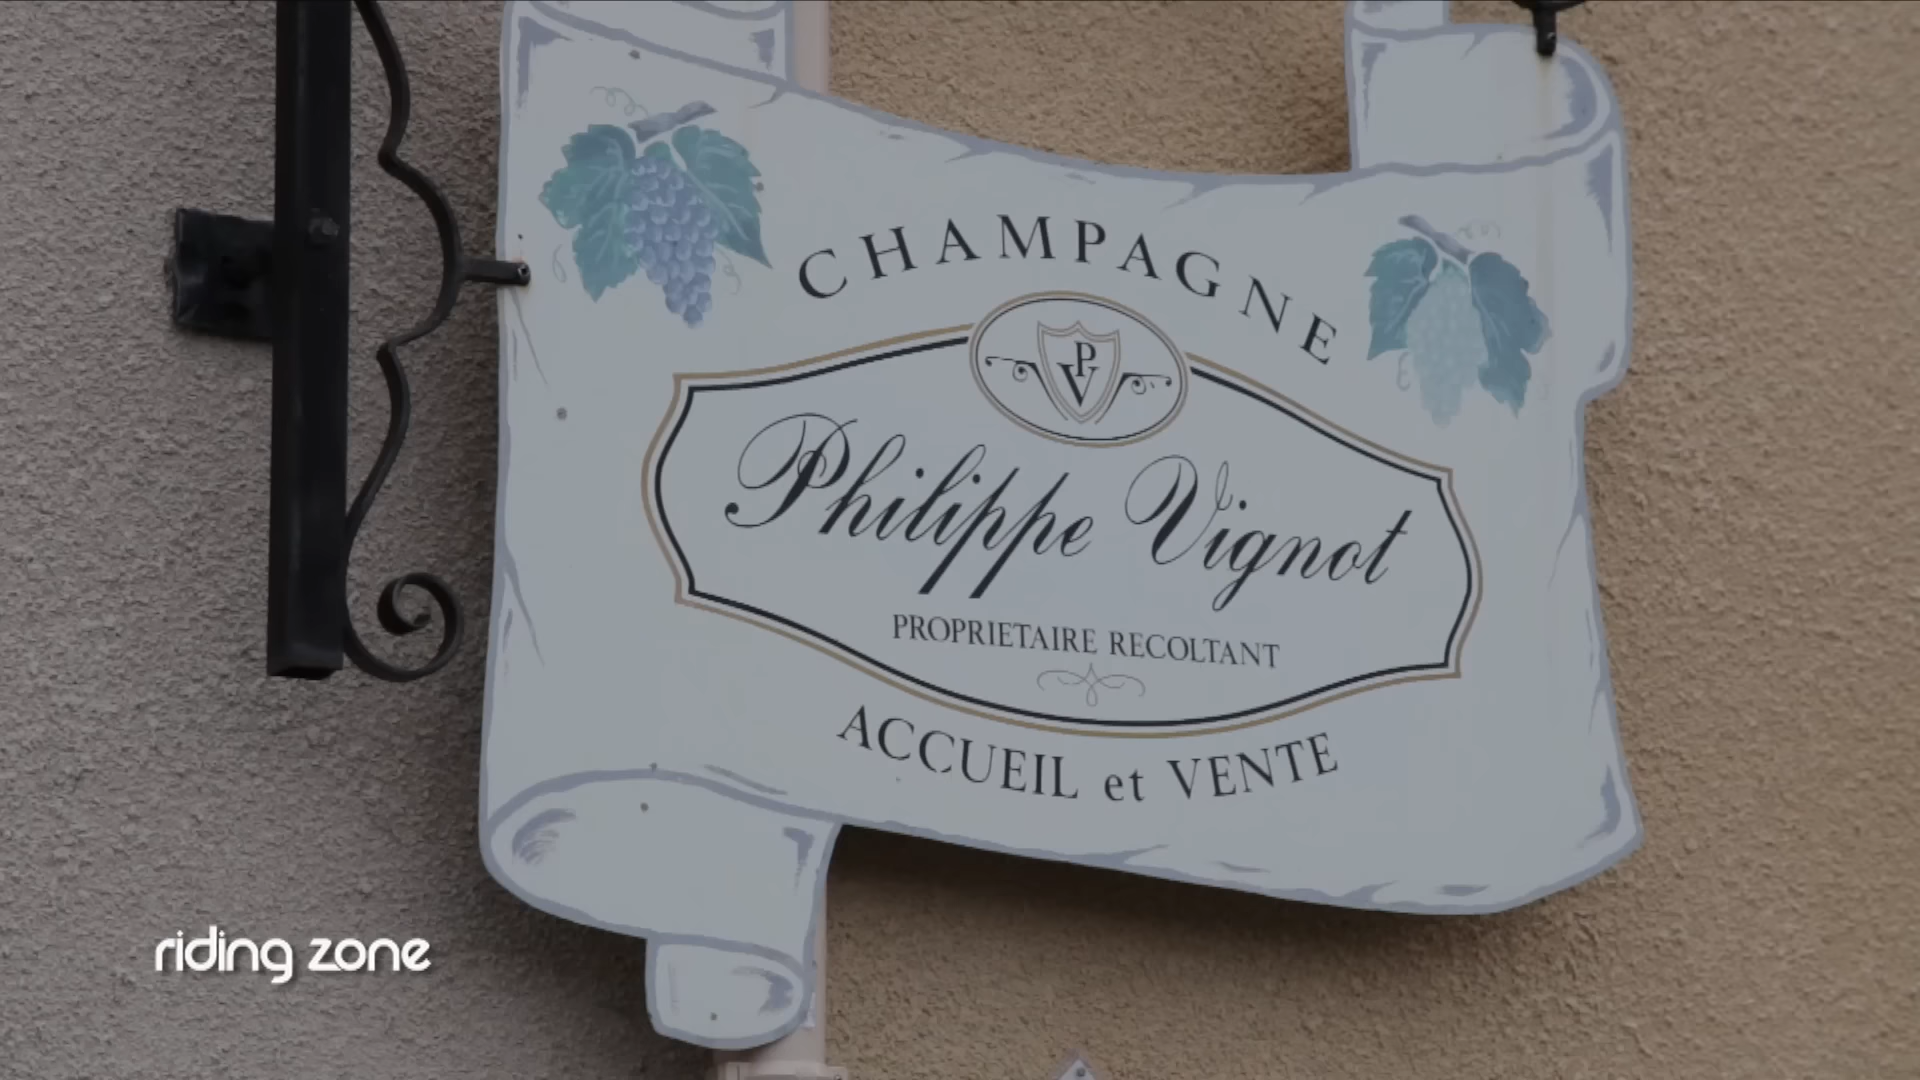 CHAMPAGNE
PV
Philippe Vignot
PROPRIETAIRE RECOLTANT
ACCUEIL et VENTE
riding zone